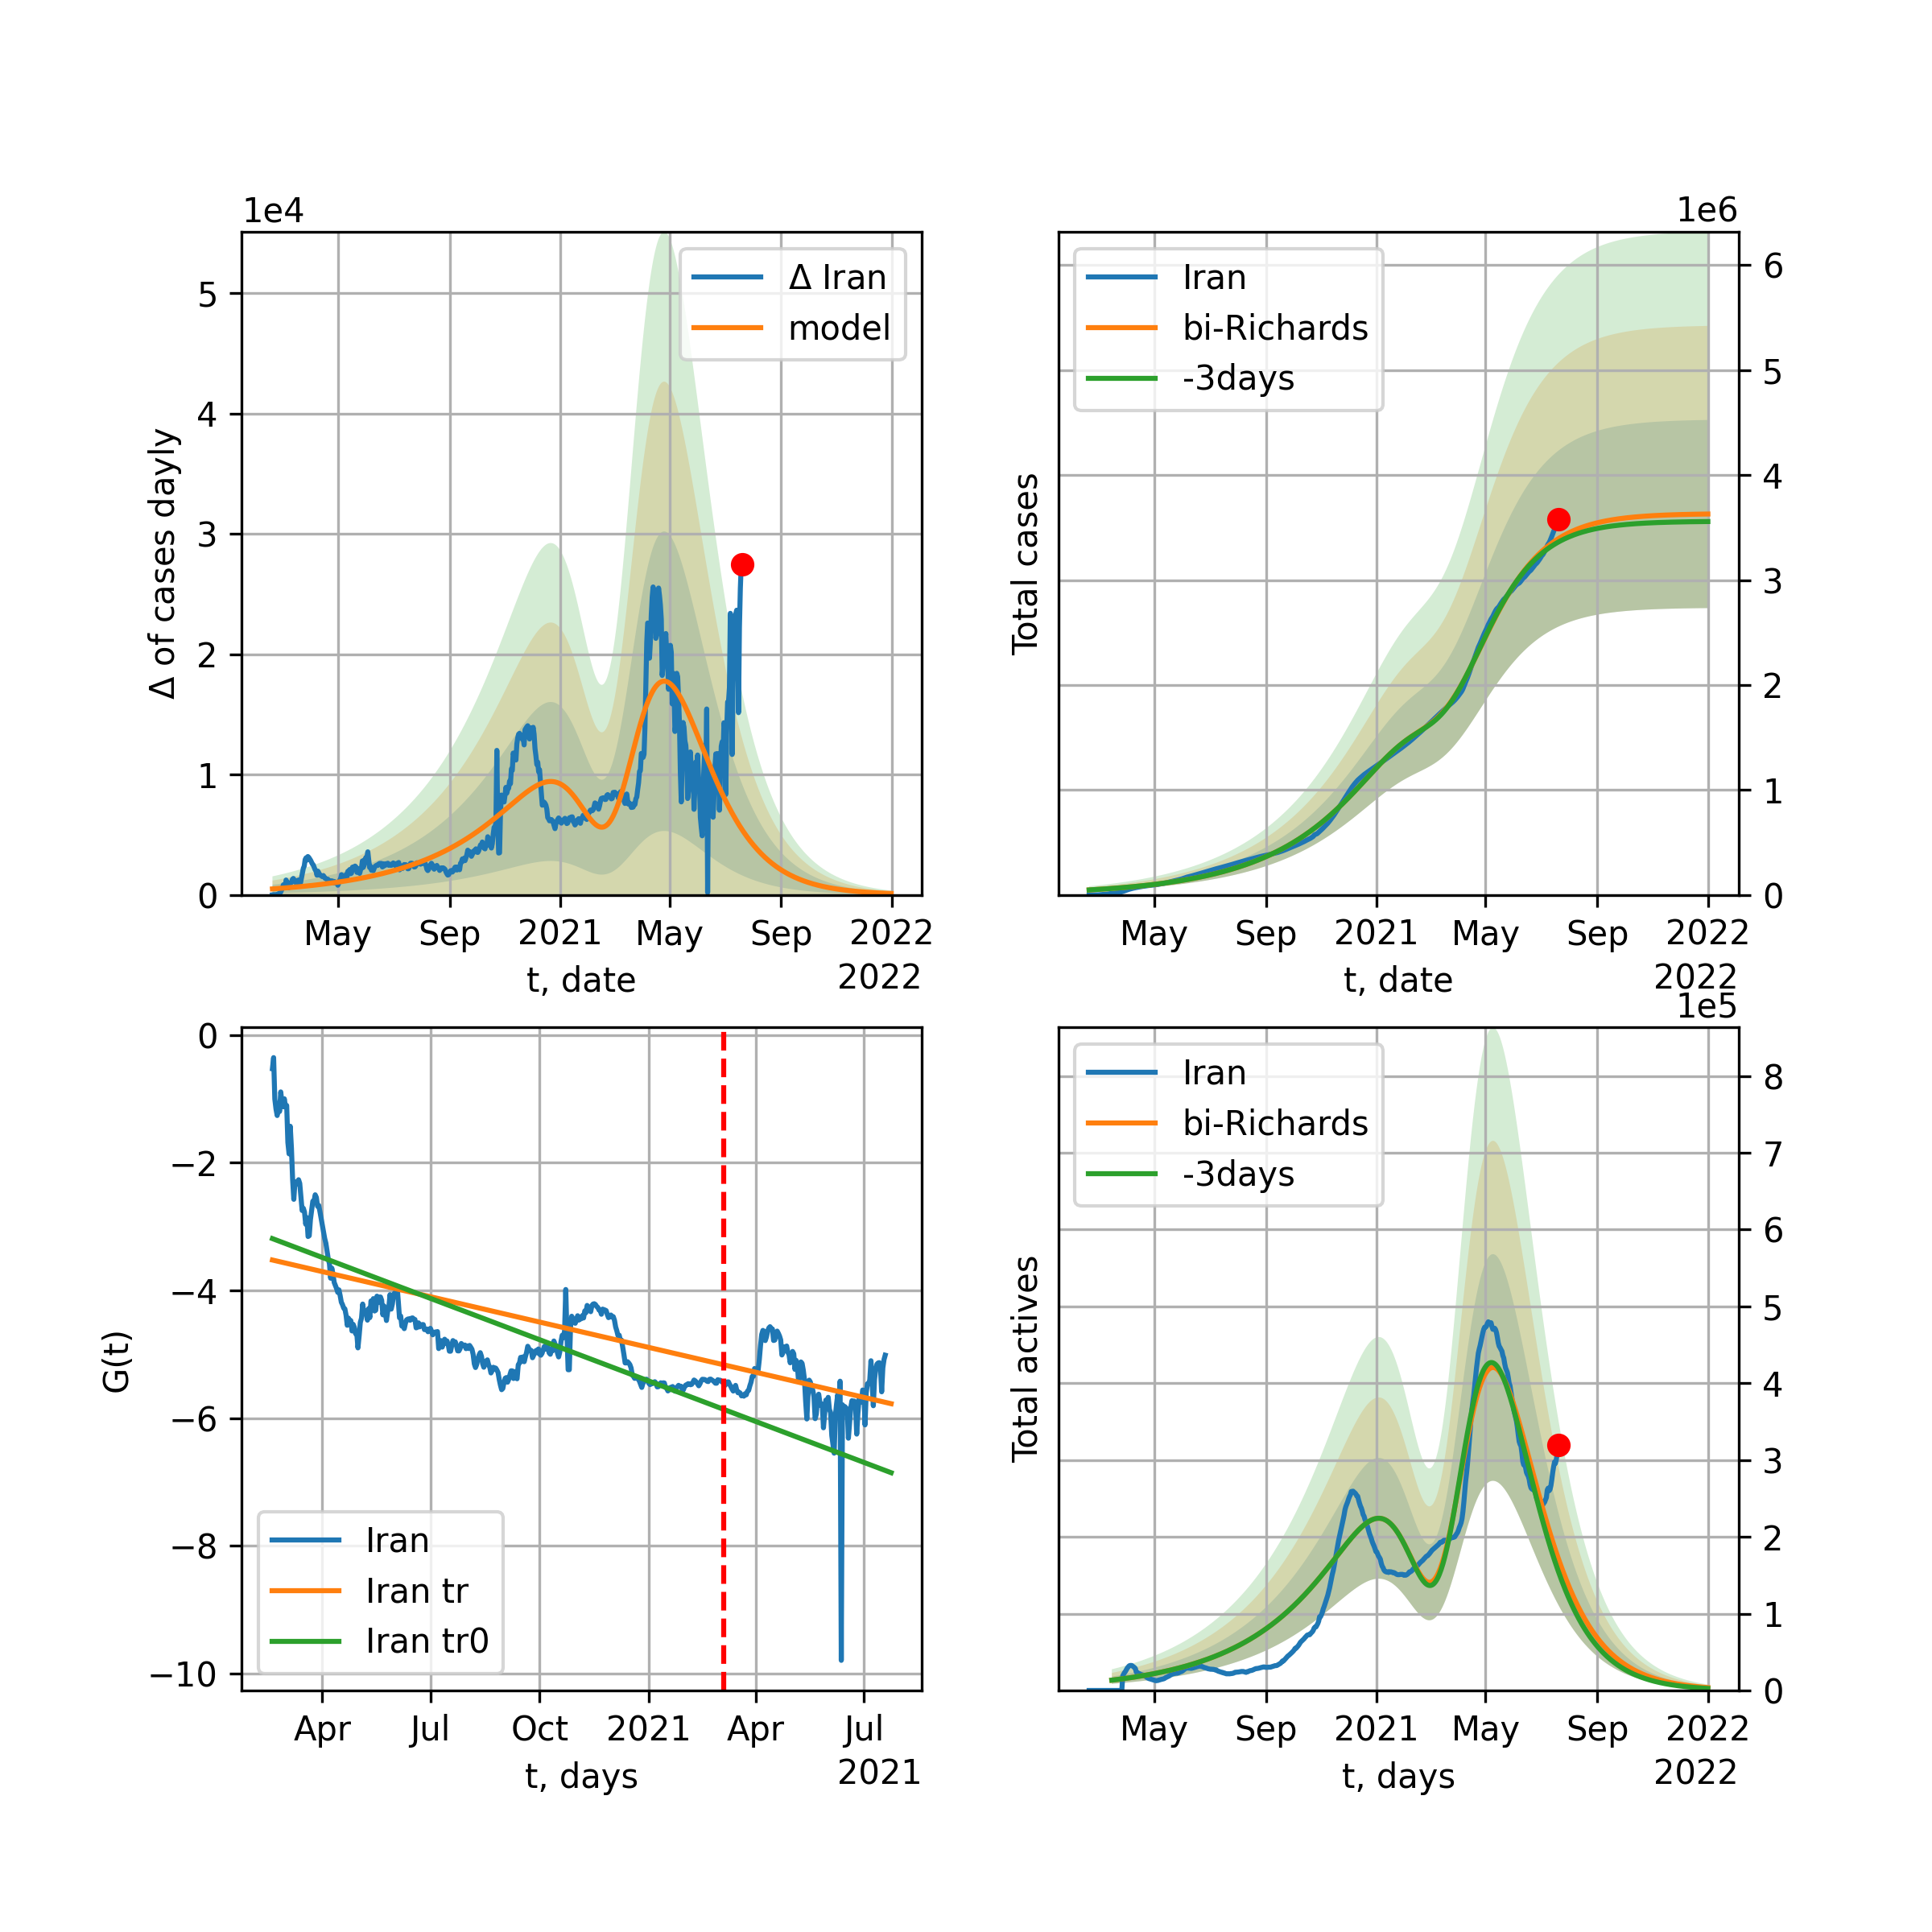 1e4
Δ of cases dayly
5
4
3
2
1
0
Δ Iran
model
May
Sep
2021
May
Sep
2022
t, date
2022
1e6
Total cases
Iran
bi-Richards
-3days
6
5
4
3
2
1
0
May
Sep
2021
May
Sep
2022
t, date
2022
G(t)
0
−2
−4
−6
−8
−10
Iran
Iran tr
Iran tr0
Apr
Jul
Oct
2021
Apr
Jul
t, days
2021
1e5
Total actives
Iran
bi-Richards
-3days
8
7
6
5
4
3
2
1
0
May
Sep
2021
May
Sep
2022
t, days
2022